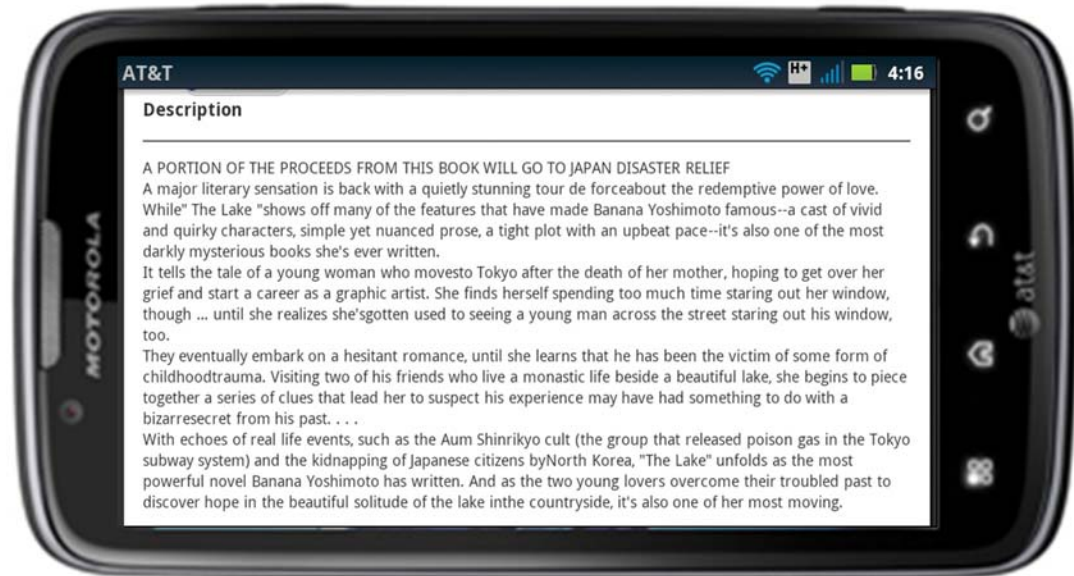 AT&T
H+
4:16
Description
A PORTION OF THE PROCEEDS FROM THIS BOOK WILL GO TO JAPAN DISASTER RELIEF
A major literary sensation is back with a quietly stunning tour de forceabout the redemptive power of love.
While" The Lake "shows off many of the features that have made Banana Yoshimoto famous--a cast of vivid
and quirky characters, simple yet nuanced prose, a tight plot with an upbeat pace--it's also one of the most
darkly mysterious books she's ever written.
It tells the tale of a young woman who movesto Tokyo after the death of her mother, hoping to get over her
grief and start a career as a graphic artist. She finds herself spending too much time staring out her window,
though ... until she realizes she'sgotten used to seeing a young man across the street staring out his window,
too.
They eventually embark on a hesitant romance, until she learns that he has been the victim of some form of
childhoodtrauma. Visiting two of his friends who live a monastic life beside a beautiful lake, she begins to piece
together a series of clues that lead her to suspect his experience may have had something to do with a
bizarresecret from his past. . . .
With echoes of real life events, such as the Aum Shinrikyo cult (the group that released poison gas in the Tokyo
subway system) and the kidnapping of Japanese citizens byNorth Korea, "The Lake" unfolds as the most
powerful novel Banana Yoshimoto has written. And as the two young lovers overcome their troubled past to
discover hope in the beautiful solitude of the lake inthe countryside, it's also one of her most moving.
MOTOROLA
at&t